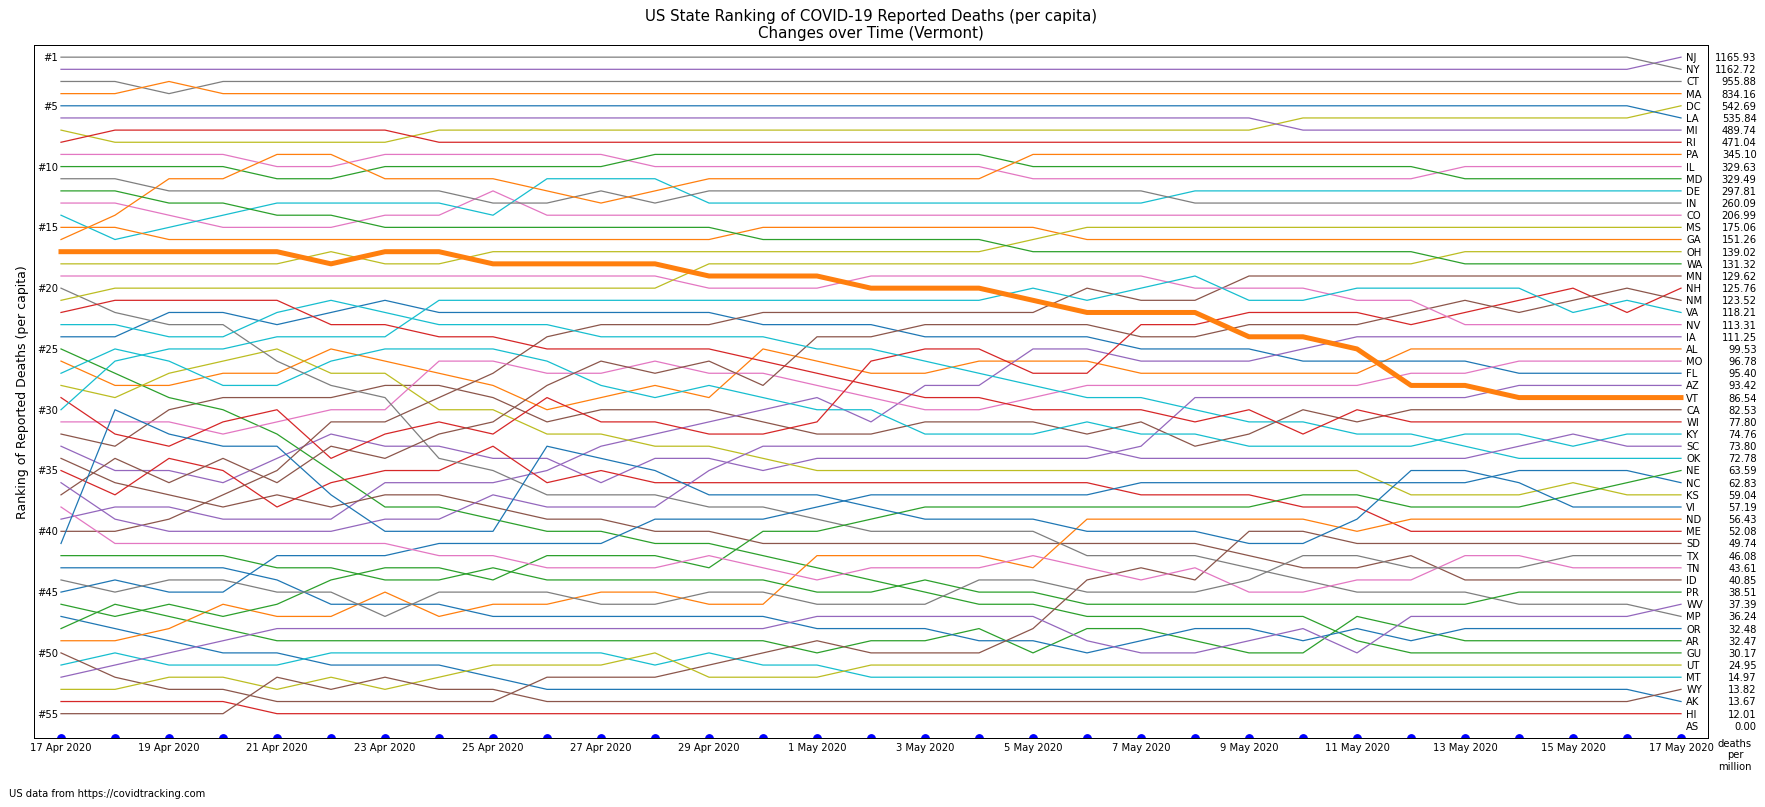 US State Ranking of COVID-19 Reported Deaths (per capita)
Changes over Time (Vermont)
Ranking of Reported Deaths (per capita)
#1
#5
#10
#15
#20
#25
#30
#35
#40
#45
#50
#55
NJ 1165.93
NY 1162.72
CT 955.88
MA 834.16
DC 542.69
LA 535.84
MI 489.74
RI 471.04
PA 345.10
IL 329.63
MD 329.49
DE 297.81
IN 260.09
CO 206.99
MS 175.06
GA 151.26
OH 139.02
WA 131.32
MN 129.62
NH 125.76
NM 123.52
VA 118.21
NV 113.31
IA 111.25
AL 99.53
MO 96.78
FL 95.40
AZ 93.42
VT 86.54
CA 82.53
WI 77.80
KY 74.76
SC 73.80
OK 72.78
NE 63.59
NC 62.83
KS 59.04
VI 57.19
ND 56.43
ME 52.08
SD 49.74
TX 46.08
TN 43.61
ID 40.85
PR 38.51
WV 37.39
MP 36.24
OR 32.48
AR 32.47
GU 30.17
UT 24.95
MT 14.97
WY 13.82
AK 13.67
HI 12.01
AS 0.00
17 Apr 2020 19 Apr 2020 21 Apr 2020 23 Apr 2020 25 Apr 2020 27 Apr 2020 29 Apr 2020 1 May 2020 3 May 2020 5 May 2020 7 May 2020 9 May 2020 11 May 2020 13 May 2020 15 May 2020 17 May 2020
deaths
per
million
US data from https://covidtracking.com